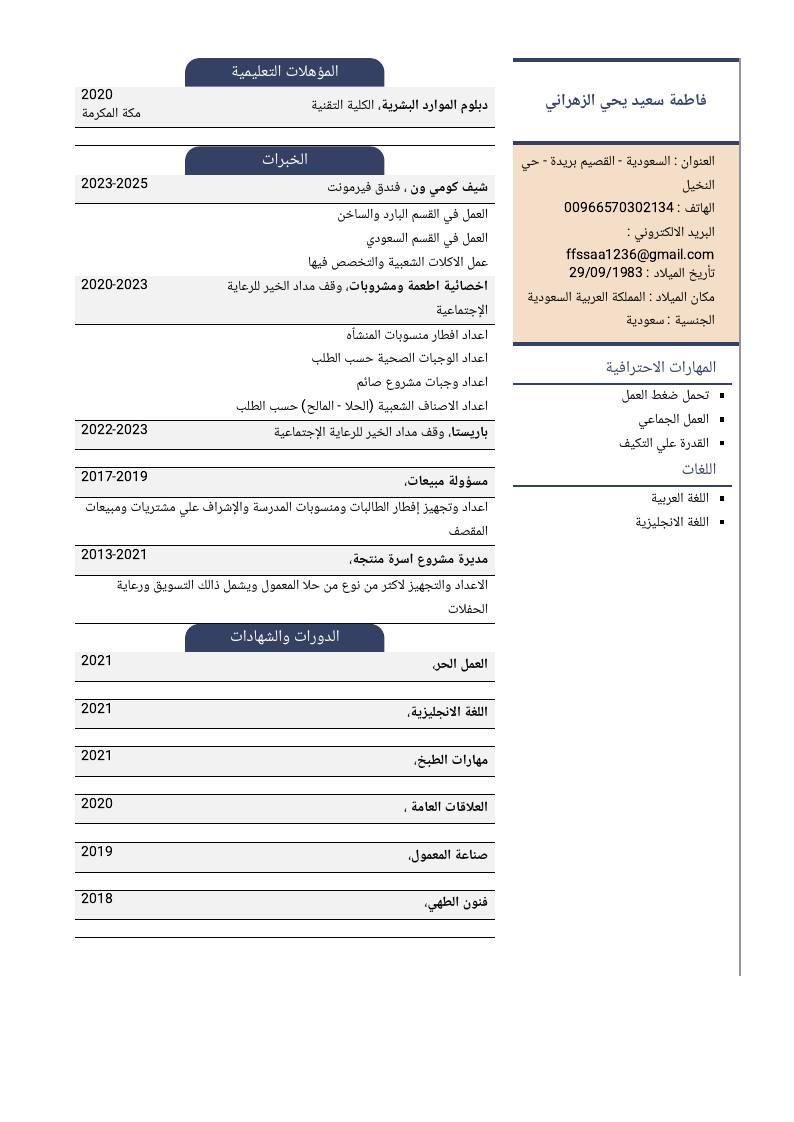 فاطمة سعيد يحي الزهراني
العنوان : السعودية - القصيم بريدة - حي
النخيل
الهاتف : 00966570302134
البريد الالكتروني :
ffssaa1236@gmail.com
تأريخ الميلاد : 29/09/1983
مكان الميلاد : المملكة العربية السعودية
الجنسية : سعودية
المهارات الاحترافية
▪ تحمل ضغط العمل
▪ العمل الجماعي
▪ القدرة علي التكيف
اللغات
▪ اللغة العربية
▪ اللغة الانجليزية
المؤهلات التعليمية
دبلوم الموارد البشرية، الكلية التقنية 2020
مكة المكرمة
الخبرات
شيف كومي ون ، فندق فيرمونت 2023-2025
العمل في القسم البارد والساخن
العمل في القسم السعودي
عمل الاكلات الشعبية والتخصص فيها
اخصائية اطعمة ومشروبات، وقف مداد الخير للرعاية 2020-2023
الإجتماعية
اعداد افطار منسوبات المنشأه
اعداد الوجبات الصحية حسب الطلب
اعداد وجبات مشروع صائم
اعداد الاصناف الشعبية (الحلا - المالح) حسب الطلب
باريستا، وقف مداد الخير للرعاية الإجتماعية 2022-2023
مسؤولة مبيعات، 2017-2019
اعداد وتجهيز إفطار الطالبات ومنسوبات المدرسة والإشراف علي مشتريات ومبيعات
المقصف
مديرة مشروع اسرة منتجة، 2013-2021
الاعداد والتجهيز لاكثر من نوع من حلا المعمول ويشمل ذالك التسويق ورعاية
الحفلات
الدورات والشهادات
العمل الحر، 2021
اللغة الانجليزية، 2021
مهارات الطبخ، 2021
العلاقات العامة ، 2020
صناعة المعمول، 2019
فنون الطهي، 2018